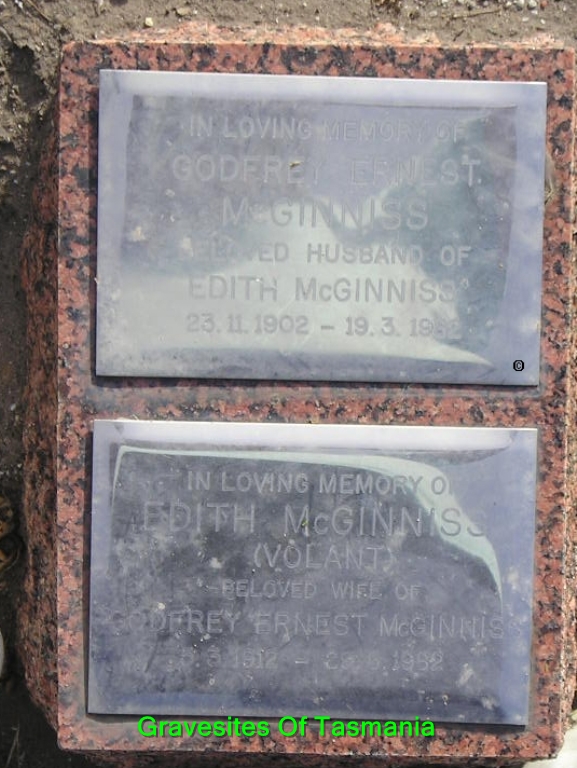 IN LOVING MEMORY OF
GODFREY ERNEST
McGINNISS
BELOVED HUSBAND OF
EDITH McGINNISS
23.11.1902 – 19.3.
©
IN LOVING MEMORY OF
EDITH McGINNISS
(VOLANT)
BELOVED WIFE OF
GODFREY ERNEST McGINNISS
Gravesites Of Tasmania